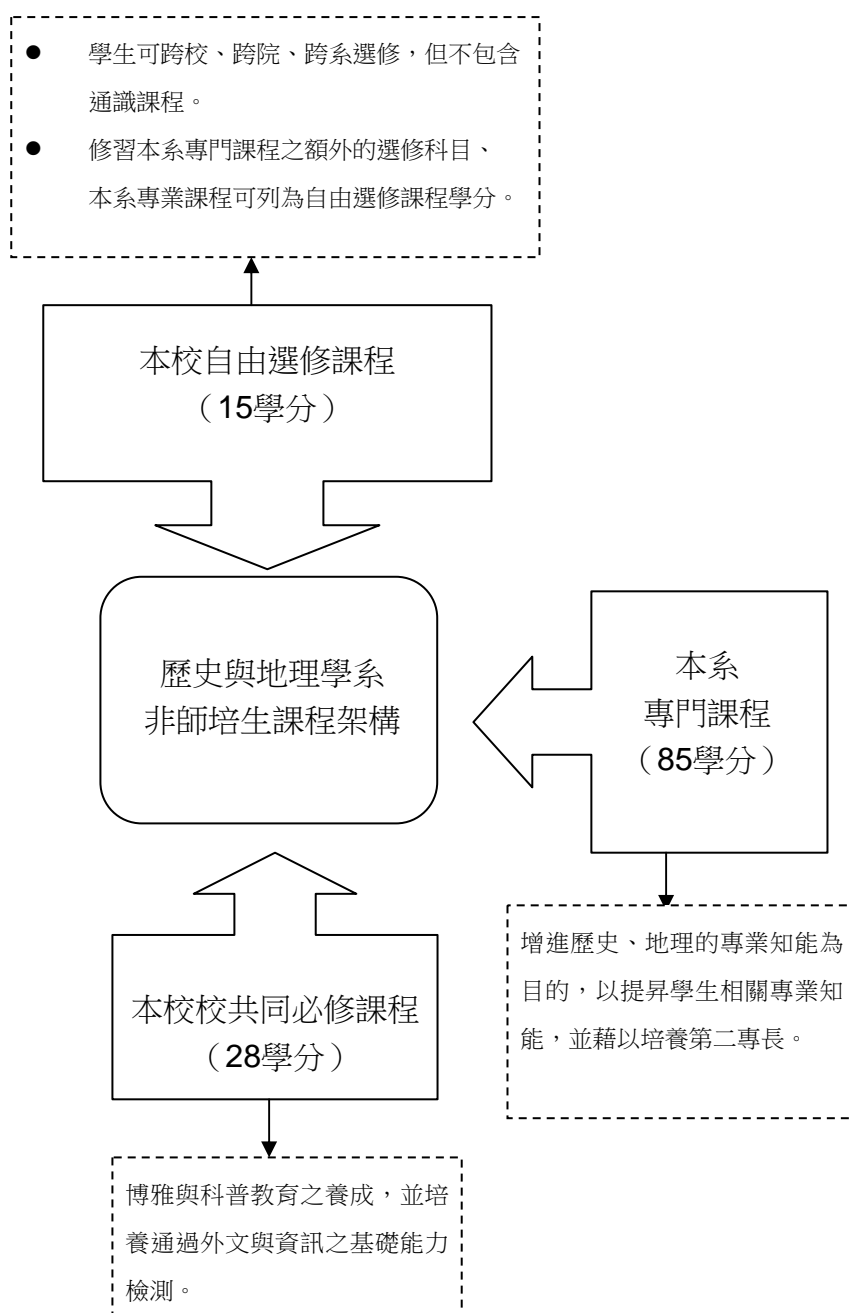 ● 學生可跨校、跨院、跨系選修，但不包含
通識課程。
● 修習本系專門課程之額外的選修科目、
本系專業課程可列為自由選修課程學分。
本校自由選修課程
（15學分）
歷史與地理學系
非師培生課程架構
本系
專門課程
（85學分）
增進歷史、地理的專業知能為
目的，以提昇學生相關專業知
能，並藉以培養第二專長。
本校校共同必修課程
（28學分）
博雅與科普教育之養成，並培
養通過外文與資訊之基礎能力
檢測。